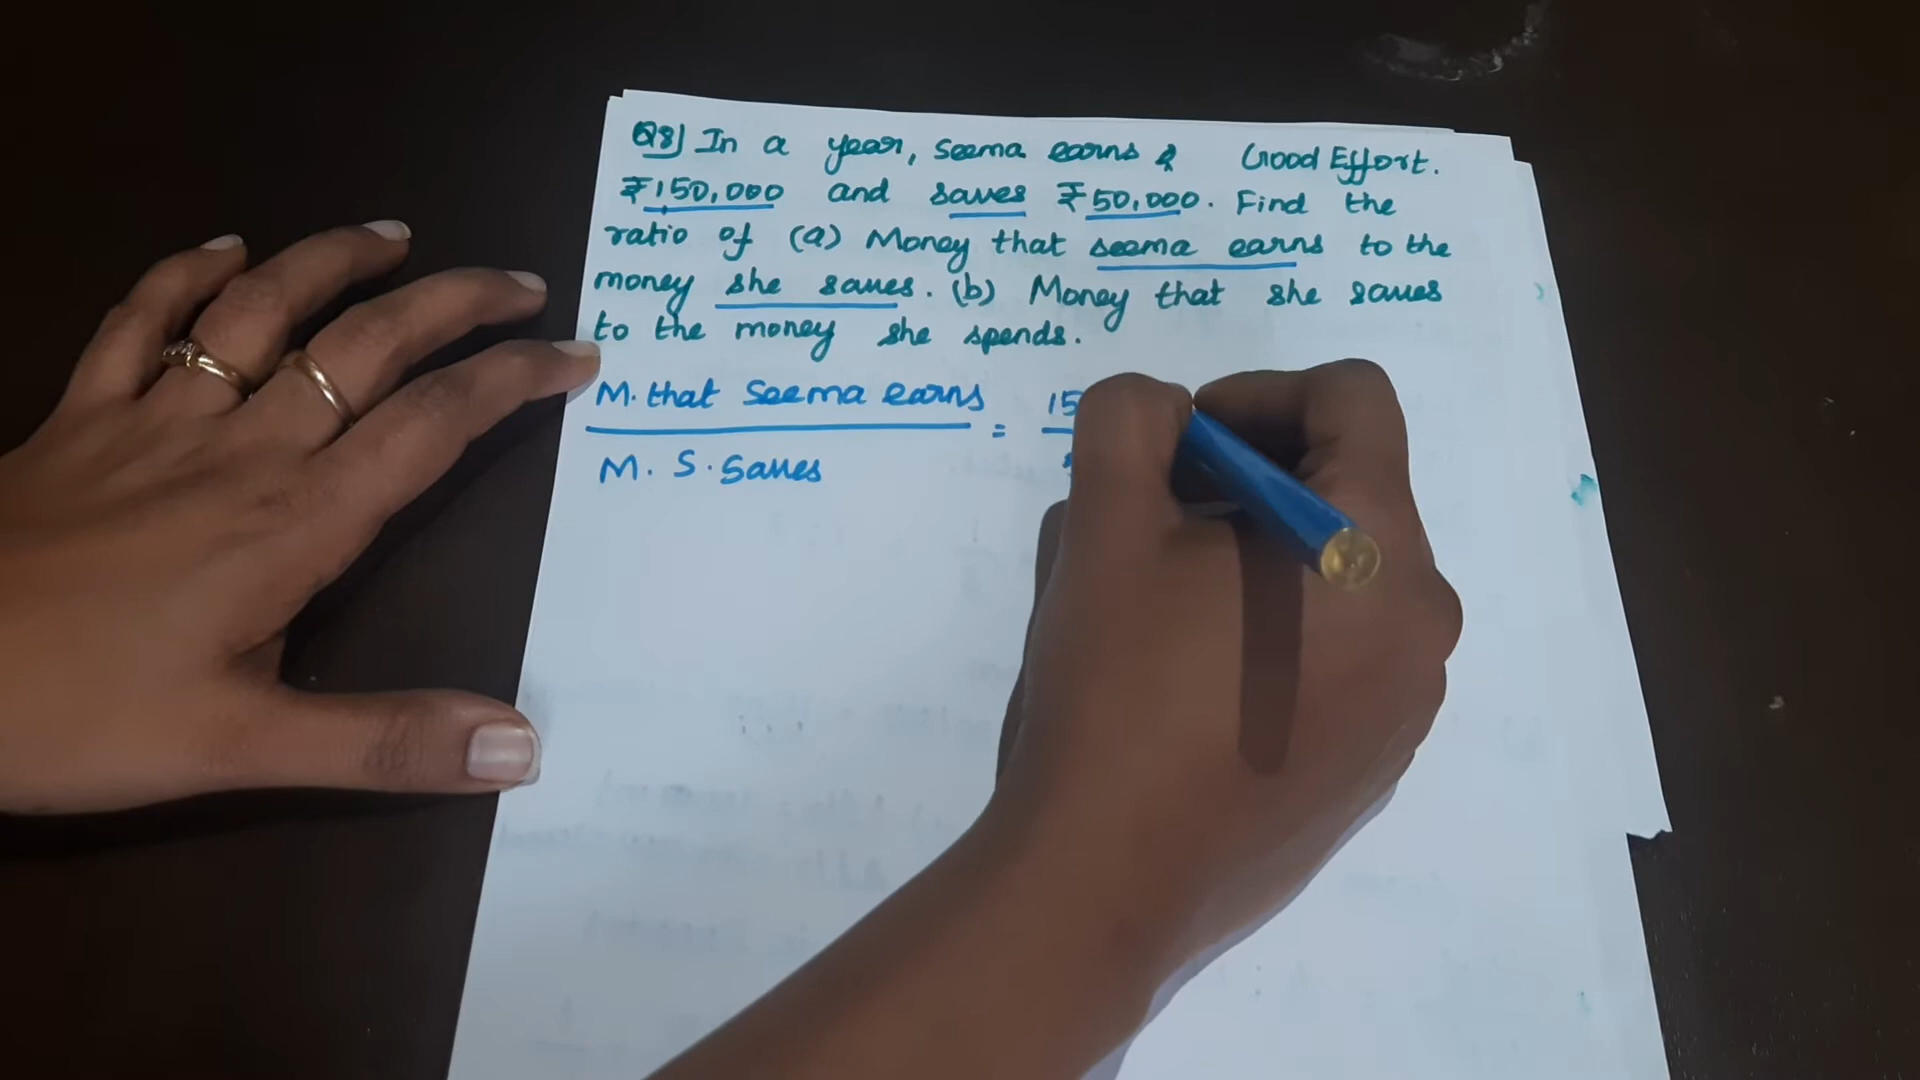 Q8] In a year, Seema earns & Good Effort.
₹150,000 and saves ₹50,000. Find the
ratio of (a) Money that seema earns to the
money she saves. (b) Money that she saves
to the money she spends.
M. that Seema earns = 15
M. S. Saves